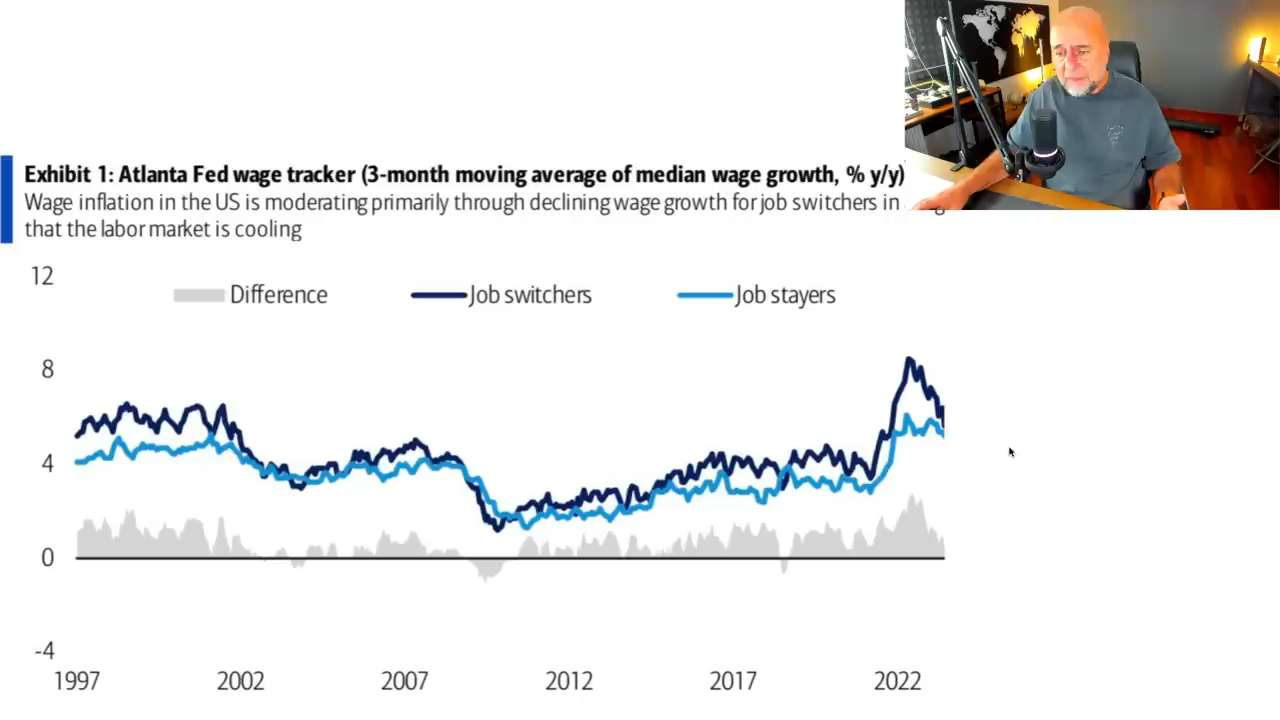 Exhibit 1: Atlanta Fed wage tracker (3-month moving average of median wage growth, % y/y)
Wage inflation in the US is moderating primarily through declining wage growth for job switchers in
that the labor market is cooling
12
Difference
Job switchers
Job stayers
8
4
0
-4
1997
2002
2007
2012
2017
2022